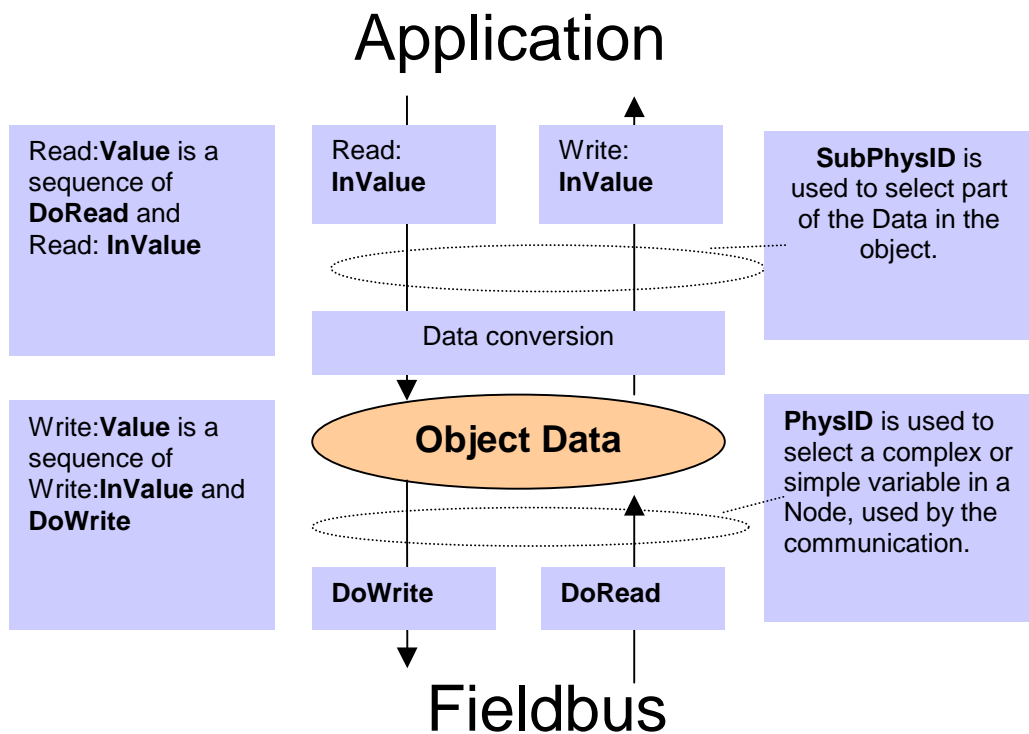 Application
Read:Value is a
sequence of
DoRead and
Read: InValue
Read:
InValue
Write:
InValue
SubPhysID is
used to select part
of the Data in the
object.
Data conversion
Write:Value is a
sequence of
Write:InValue and
DoWrite
Object Data
PhysID is used to
select a complex or
simple variable in a
Node, used by the
communication.
DoWrite
DoRead
Fieldbus